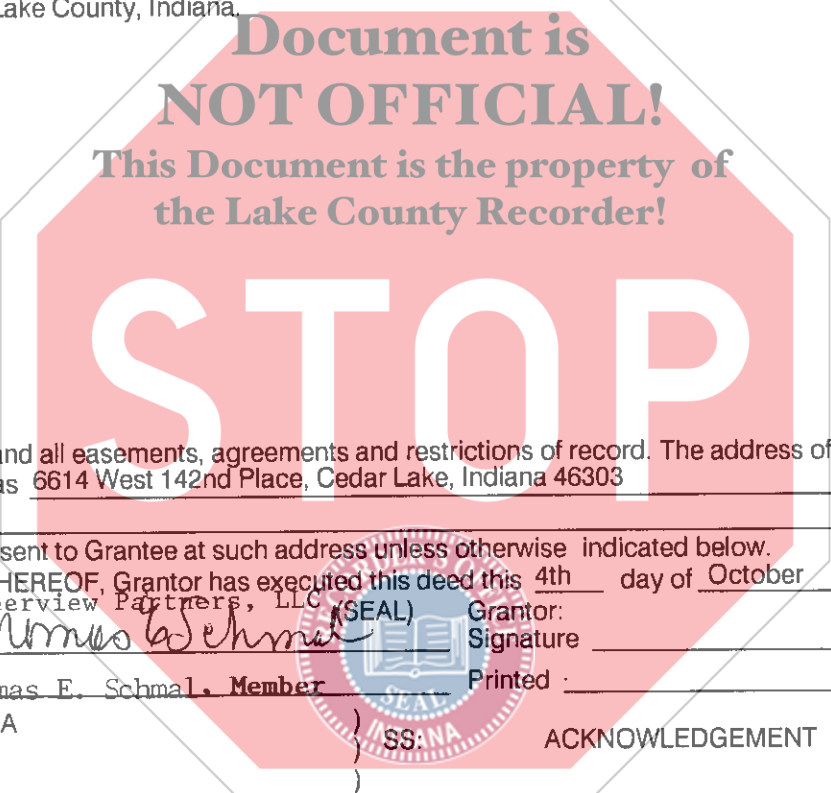 Lake County, Indiana.
Document is
NOT OFFICIAL!
This Document is the property of
the Lake County Recorder!
STOP
and all easements, agreements and restrictions of record. The address of
as 6614 West 142nd Place, Cedar Lake, Indiana 46303
sent to Grantee at such address unless otherwise indicated below.
HEREOF, Grantor has executed this deed this 4th day of October
erview Partners, LLC (SEAL) Grantor:
Signature
mas E. Schmal, Member Printed
A ) SS: ACKNOWLEDGEMENT
)
SEAL
INDIANA